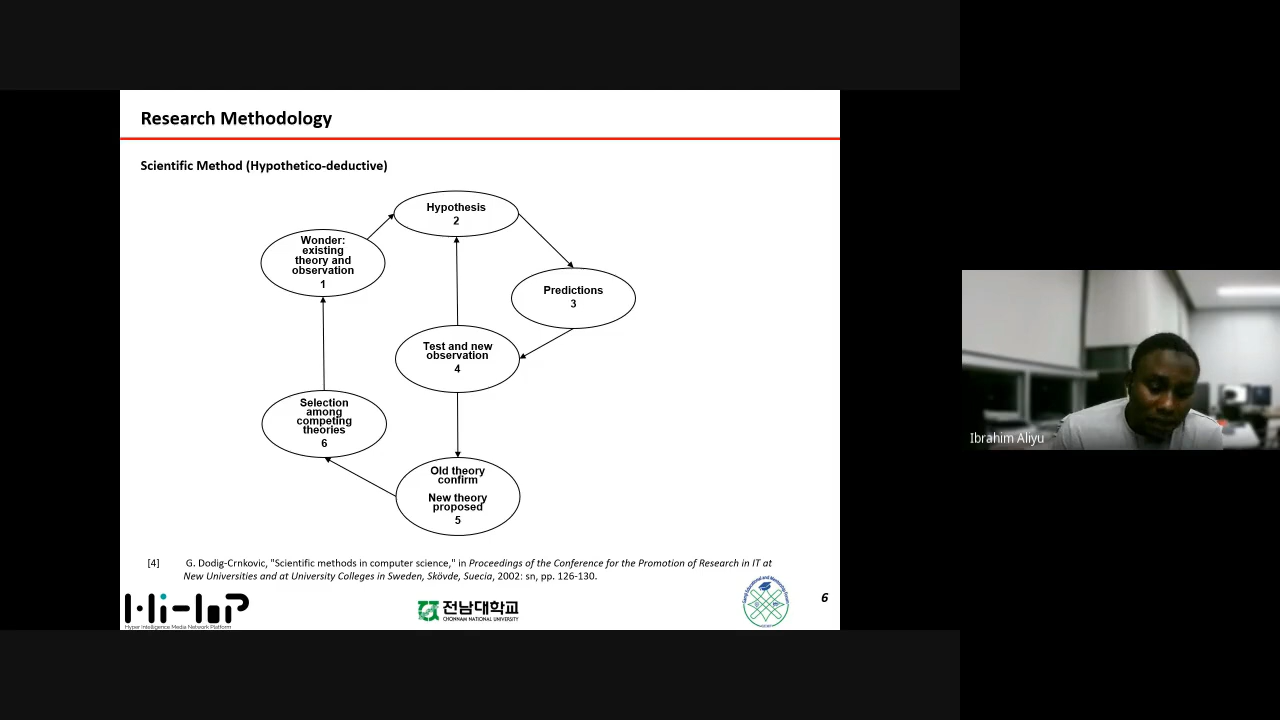 Research Methodology
Scientific Method (Hypothetico-deductive)
Hypothesis
2
Wonder:
existing
theory and
observation
1
Predictions
3
Test and new
observation
4
Selection
among
competing
theories
6
Old theory
confirm
New theory
proposed
5
[4] G. Dodig-Crnkovic, "Scientific methods in computer science," in Proceedings of the Conference for the Promotion of Research in IT at
New Universities and at University Colleges in Sweden, Skövde, Suecia, 2002: sn, pp. 126-130.
Hi-IoP
Hyper Intelligence Media Network Platform
전남대학교
CHONNAM NATIONAL UNIVERSITY
6
Ibrahim Aliyu